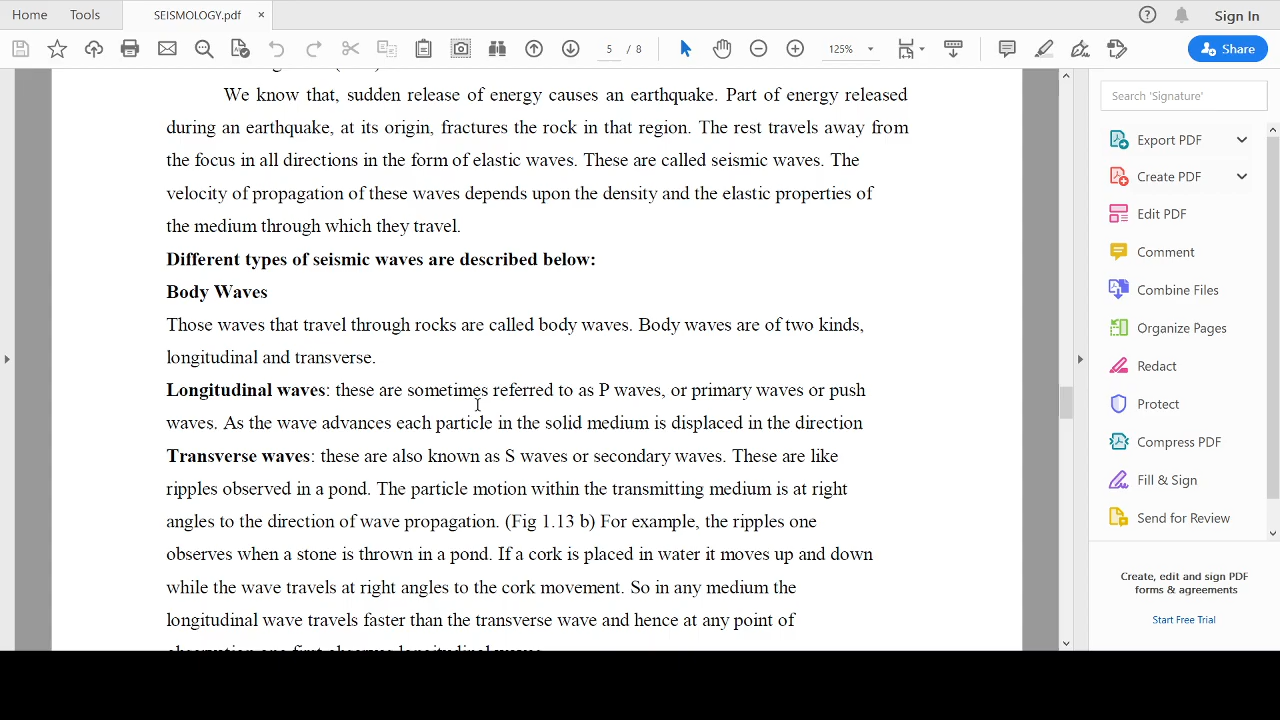 Home Tools SEISMOLOGY.pdf × Sign In
5 / 8 125% Share
We know that, sudden release of energy causes an earthquake. Part of energy released
during an earthquake, at its origin, fractures the rock in that region. The rest travels away from
the focus in all directions in the form of elastic waves. These are called seismic waves. The
velocity of propagation of these waves depends upon the density and the elastic properties of
the medium through which they travel.
Different types of seismic waves are described below:
Body Waves
Those waves that travel through rocks are called body waves. Body waves are of two kinds,
longitudinal and transverse.
Longitudinal waves: these are sometimes referred to as P waves, or primary waves or push
waves. As the wave advances each particle in the solid medium is displaced in the direction
Transverse waves: these are also known as S waves or secondary waves. These are like
ripples observed in a pond. The particle motion within the transmitting medium is at right
angles to the direction of wave propagation. (Fig 1.13 b) For example, the ripples one
observes when a stone is thrown in a pond. If a cork is placed in water it moves up and down
while the wave travels at right angles to the cork movement. So in any medium the
longitudinal wave travels faster than the transverse wave and hence at any point of
observation one first observe longitudinal waves
Search 'Signature'
Export PDF
Create PDF
Edit PDF
Comment
Combine Files
Organize Pages
Redact
Protect
Compress PDF
Fill & Sign
Send for Review
Create, edit and sign PDF
forms & agreements
Start Free Trial